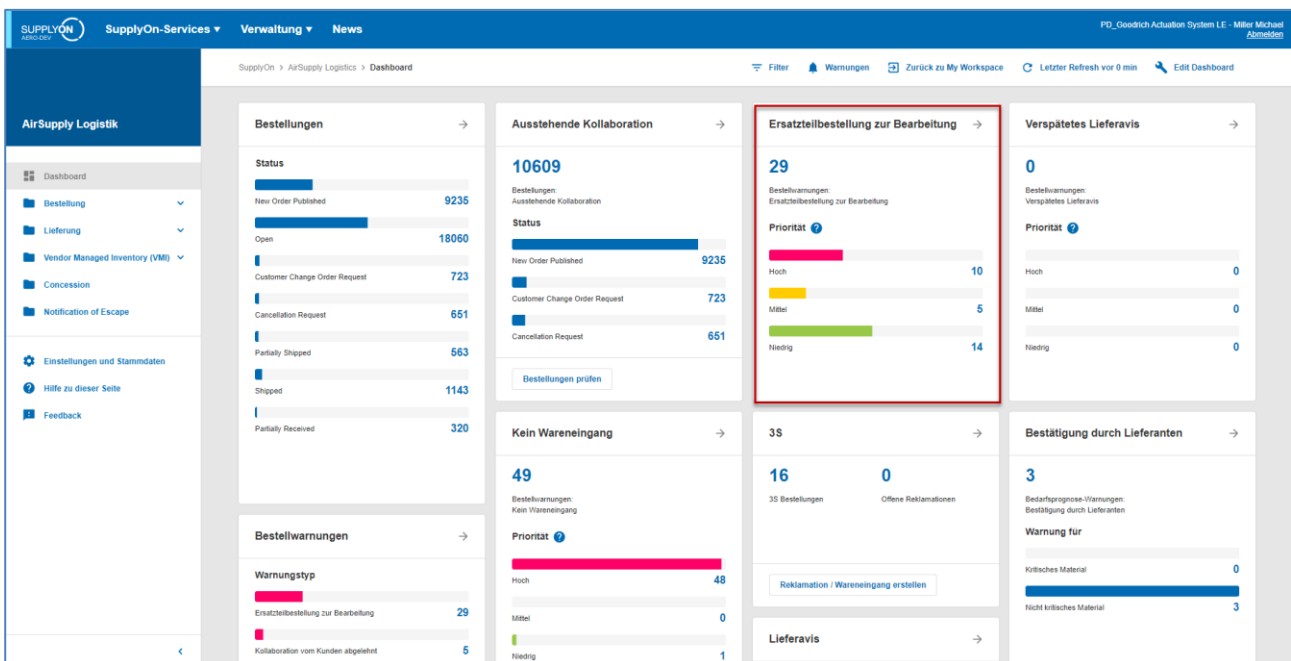 SUPPLYON
AERO-DEV
SupplyOn-Services ▾ Verwaltung ▾ News
PD_Goodrich Actuation System LE - Miller Michael
Abmelden
SupplyOn > AirSupply Logistics > Dashboard
Filter Warnungen Zurück zu My Workspace Letzter Refresh vor 0 min Edit Dashboard
AirSupply Logistik
Dashboard
Bestellung
Lieferung
Vendor Managed Inventory (VMI)
Concession
Notification of Escape
Einstellungen und Stammdaten
Hilfe zu dieser Seite
Feedback
Bestellungen
Status
New Order Published 9235
Open 18060
Customer Change Order Request 723
Cancellation Request 651
Partially Shipped 563
Shipped 1143
Partially Received 320
Bestellwarnungen
Warnungstyp
Ersatzteilbestellung zur Bearbeitung 29
Kollaboration vom Kunden abgelehnt 5
Ausstehende Kollaboration
10609
Bestellungen:
Ausstehende Kollaboration
Status
New Order Published 9235
Customer Change Order Request 723
Cancellation Request 651
Bestellungen prüfen
Kein Wareneingang
49
Bestellwarnungen:
Kein Wareneingang
Priorität ?
Hoch 48
Mittel 0
Niedrig 1
Ersatzteilbestellung zur Bearbeitung
29
Bestellwarnungen:
Ersatzteilbestellung zur Bearbeitung
Priorität ?
Hoch 10
Mittel 5
Niedrig 14
3S
16 0
3S Bestellungen Offene Reklamationen
Reklamation / Wareneingang erstellen
Lieferavis
Verspätetes Lieferavis
0
Bestellwarnungen:
Verspätetes Lieferavis
Priorität ?
Hoch 0
Mittel 0
Niedrig 0
Bestätigung durch Lieferanten
3
Bedarfsprognose-Warnungen:
Bestätigung durch Lieferanten
Warnung für
Kritisches Material 0
Nicht kritisches Material 3